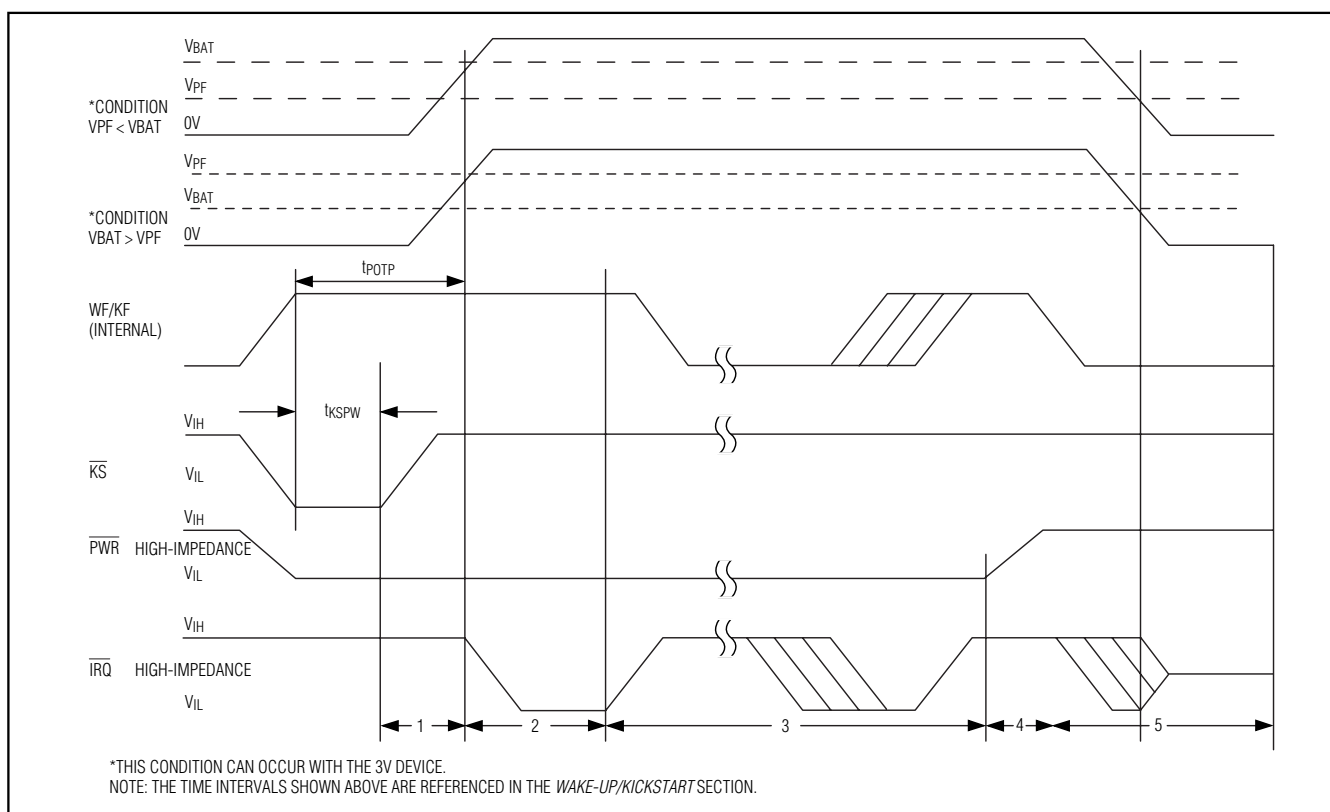 VBAT
VPF
*CONDITION
VPF < VBAT
0V
VPF
VBAT
*CONDITION
VBAT > VPF
0V
tPOTP
WF/KF
(INTERNAL)
tKSPW
VIH
KS
VIL
VIH
PWR HIGH-IMPEDANCE
VIL
VIH
IRQ HIGH-IMPEDANCE
VIL
1 2 3 4 5
*THIS CONDITION CAN OCCUR WITH THE 3V DEVICE.
NOTE: THE TIME INTERVALS SHOWN ABOVE ARE REFERENCED IN THE WAKE-UP/KICKSTART SECTION.